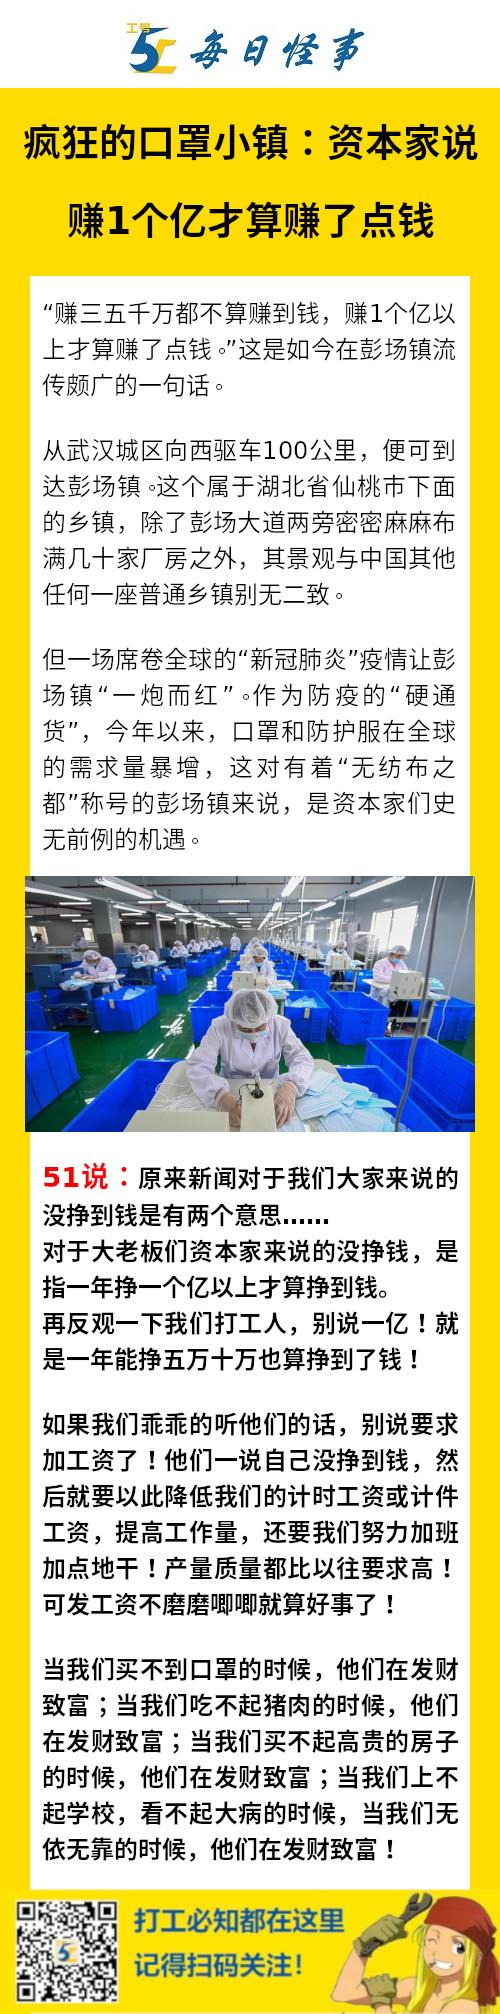 工号
51 每日怪事
疯狂的口罩小镇：资本家说
赚1个亿才算赚了点钱
“赚三五千万都不算赚到钱，赚1个亿以
上才算赚了点钱。”这是如今在彭场镇流
传颇广的一句话。
从武汉城区向西驱车100公里，便可到
达彭场镇。这个属于湖北省仙桃市下面
的乡镇，除了彭场大道两旁密密麻麻布
满几十家厂房之外，其景观与中国其他
任何一座普通乡镇别无二致。
但一场席卷全球的“新冠肺炎”疫情让彭
场镇“一炮而红”。作为防疫的“硬通
货”，今年以来，口罩和防护服在全球
的需求量暴增，这对有着“无纺布之
都”称号的彭场镇来说，是资本家们史
无前例的机遇。
51说：原来新闻对于我们大家来说的
没挣到钱是有两个意思......
对于大老板们资本家来说的没挣钱，是
指一年挣一个亿以上才算挣到钱。
再反观一下我们打工人，别说一亿！就
是一年能挣五万十万也算挣到了钱！
如果我们乖乖的听他们的话，别说要求
加工资了！他们一说自己没挣到钱，然
后就要以此降低我们的计时工资或计件
工资，提高工作量，还要我们努力加班
加点地干！产量质量都比以往要求高！
可发工资不磨磨唧唧就算好事了！
当我们买不到口罩的时候，他们在发财
致富；当我们吃不起猪肉的时候，他们
在发财致富；当我们买不起高贵的房子
的时候，他们在发财致富；当我们上不
起学校，看不起大病的时候，当我们无
依无靠的时候，他们在发财致富！
打工必知都在这里
记得扫码关注！